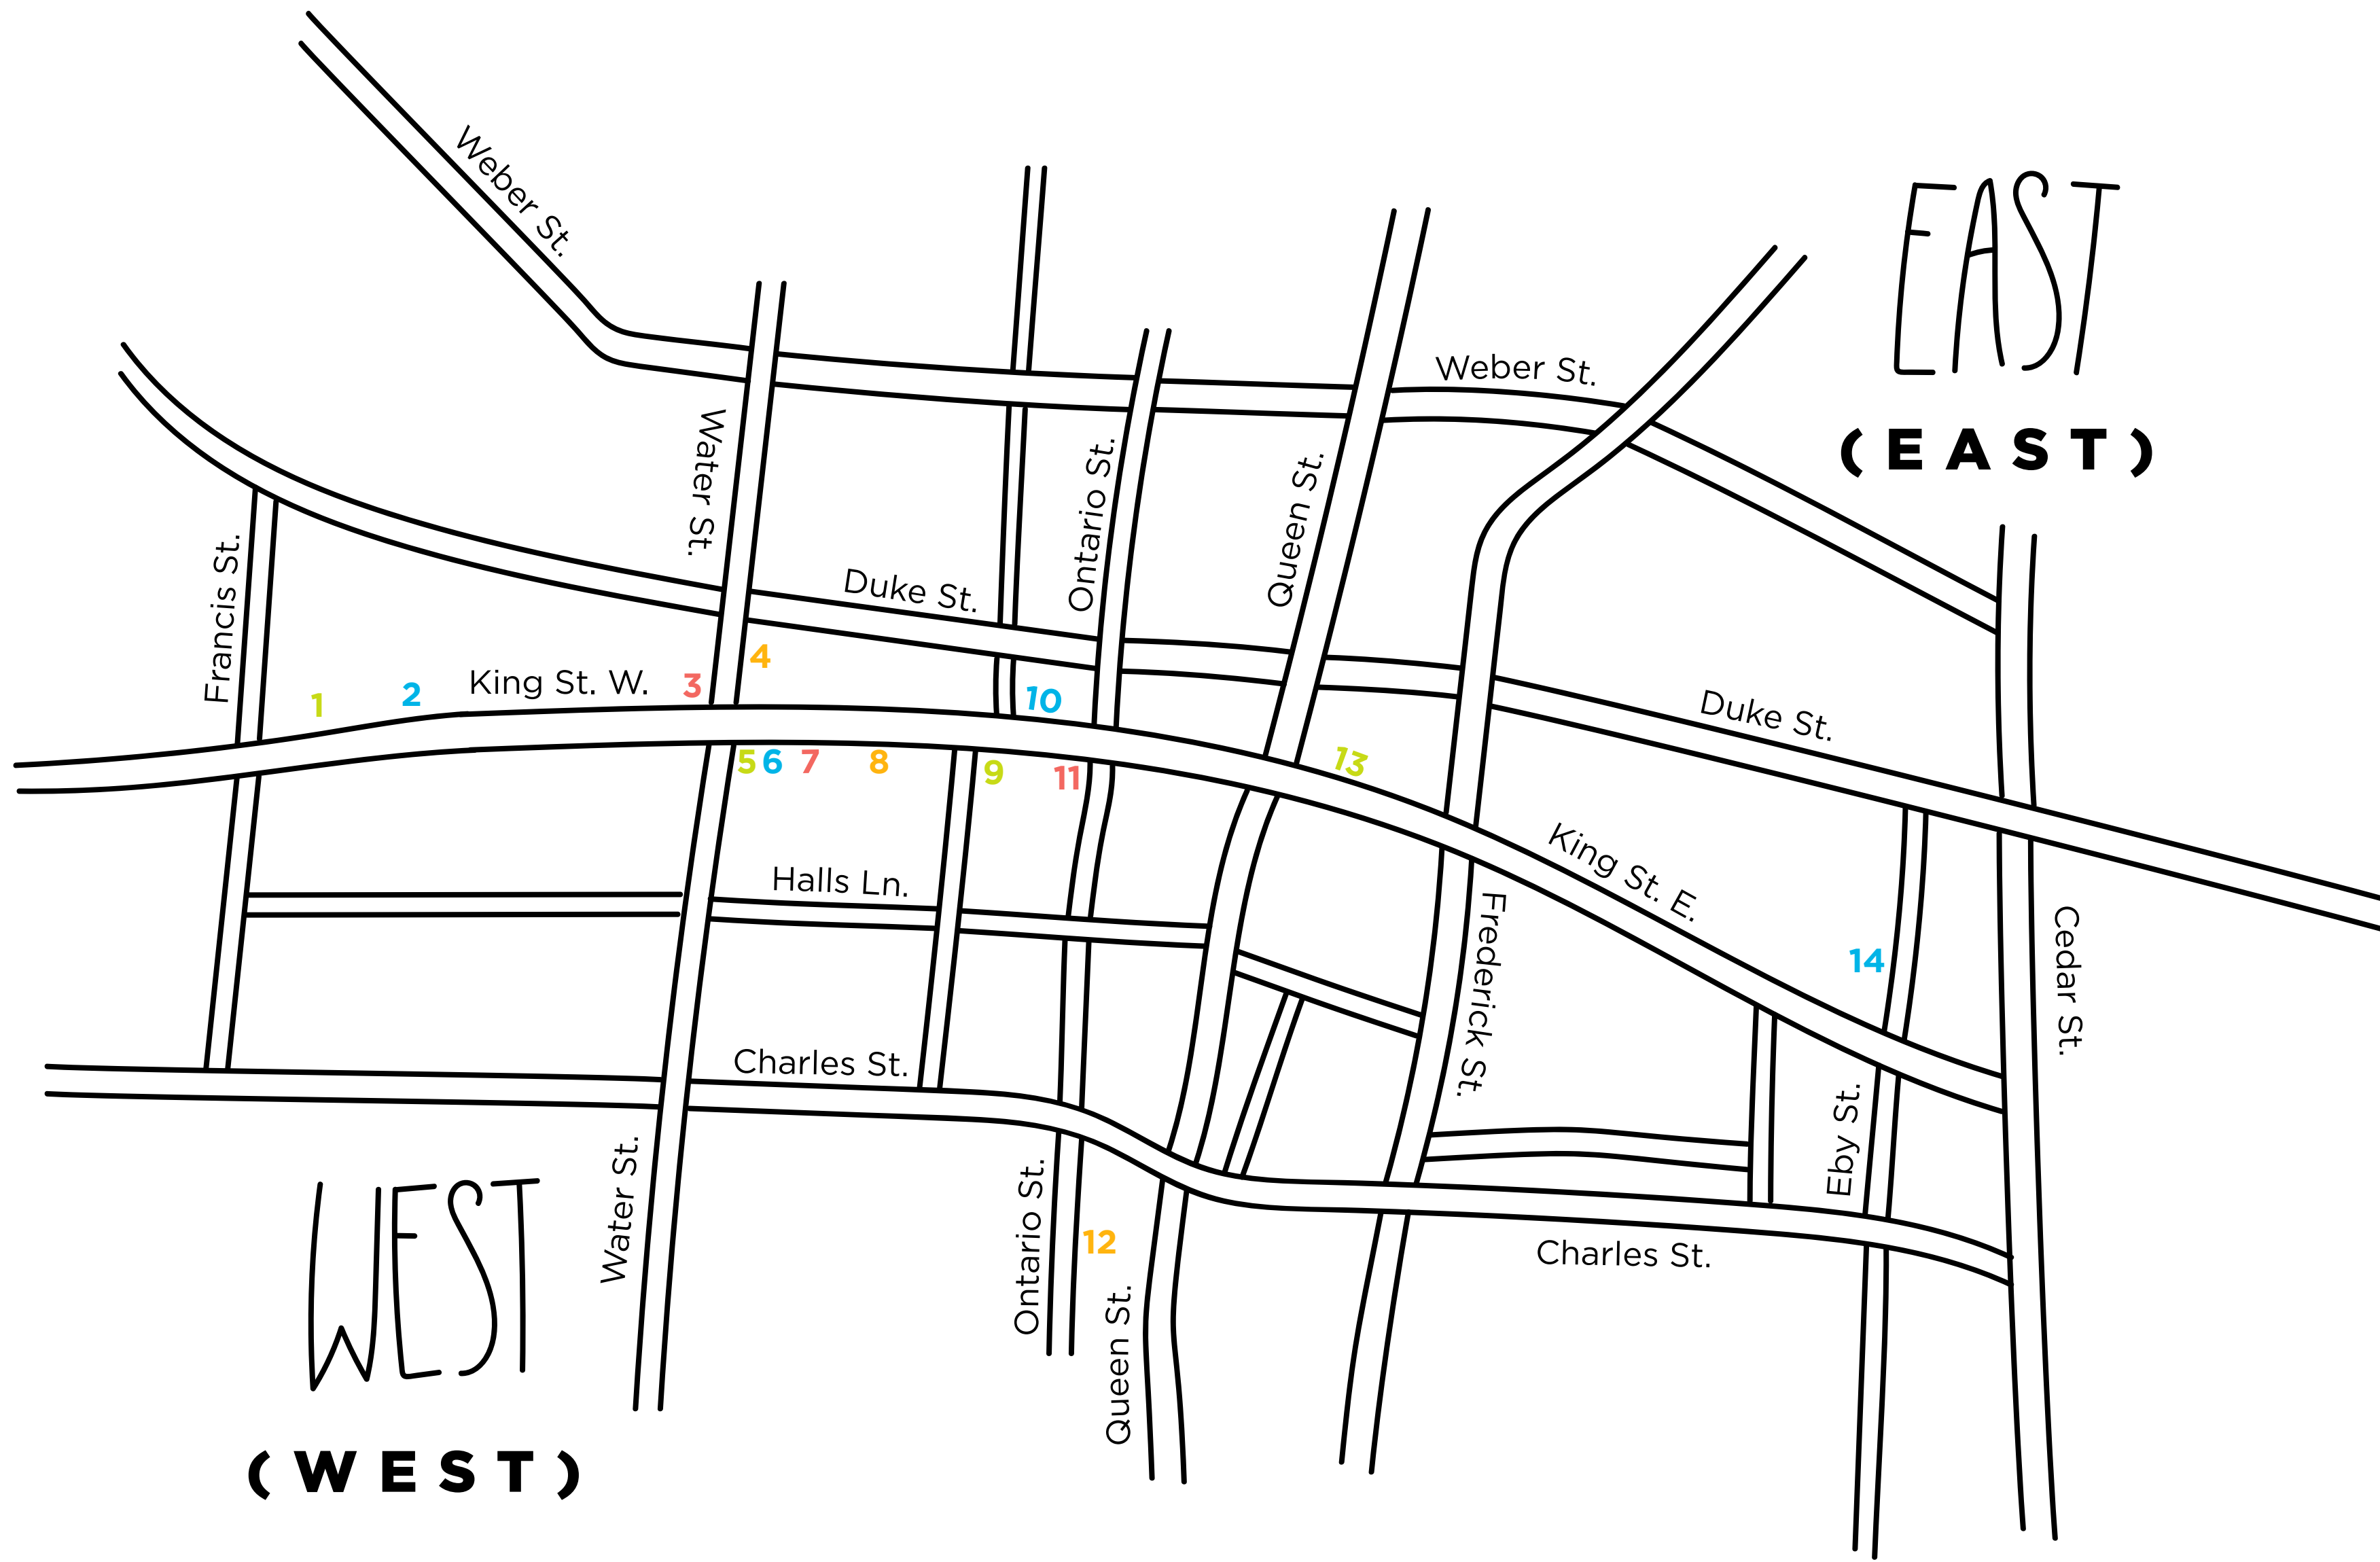 Weber St.
EAST
(EAST)
Weber St.
Water St.
Ontario St.
Queen St.
Francis St.
Duke St.
King St. W.
1
2
3
4
10
Duke St.
5
6
7
8
9
11
13
King St. E.
Halls Ln.
Frederick St.
14
Cedar St.
Charles St.
Eby St.
WEST
(WEST)
Water St.
Ontario St.
12
Queen St.
Charles St.